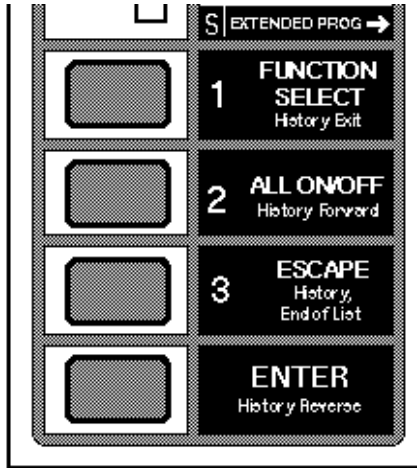 S EXTENDED PROG →
1 FUNCTION
SELECT
History Exit
2 ALL ON/OFF
History Forward
3 ESCAPE
History,
End of List
ENTER
History Reverse